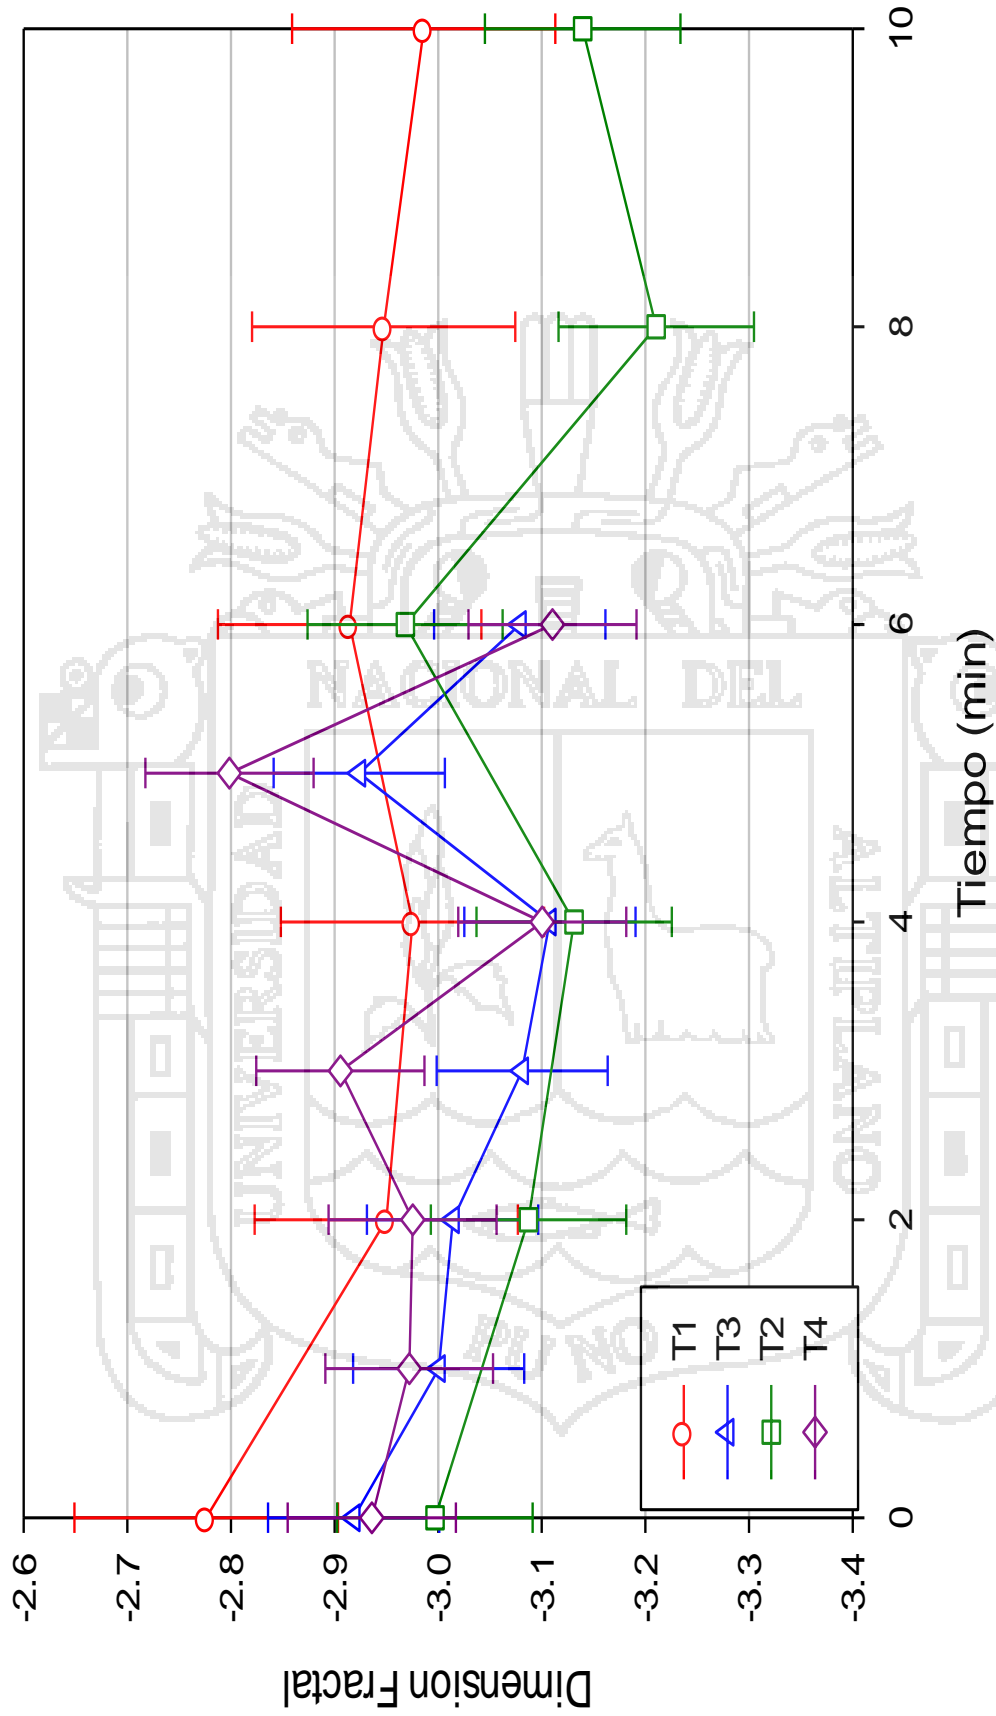 Dimension Fractal
-2.6
-2.7
-2.8
-2.9
-3.0
-3.1
-3.2
-3.3
-3.4
0
2
4
6
8
10
Tiempo (min)
T1
T3
T2
T4
UNIVERSIDAD
NACIONAL DEL
ALTIPLANO
PUNO